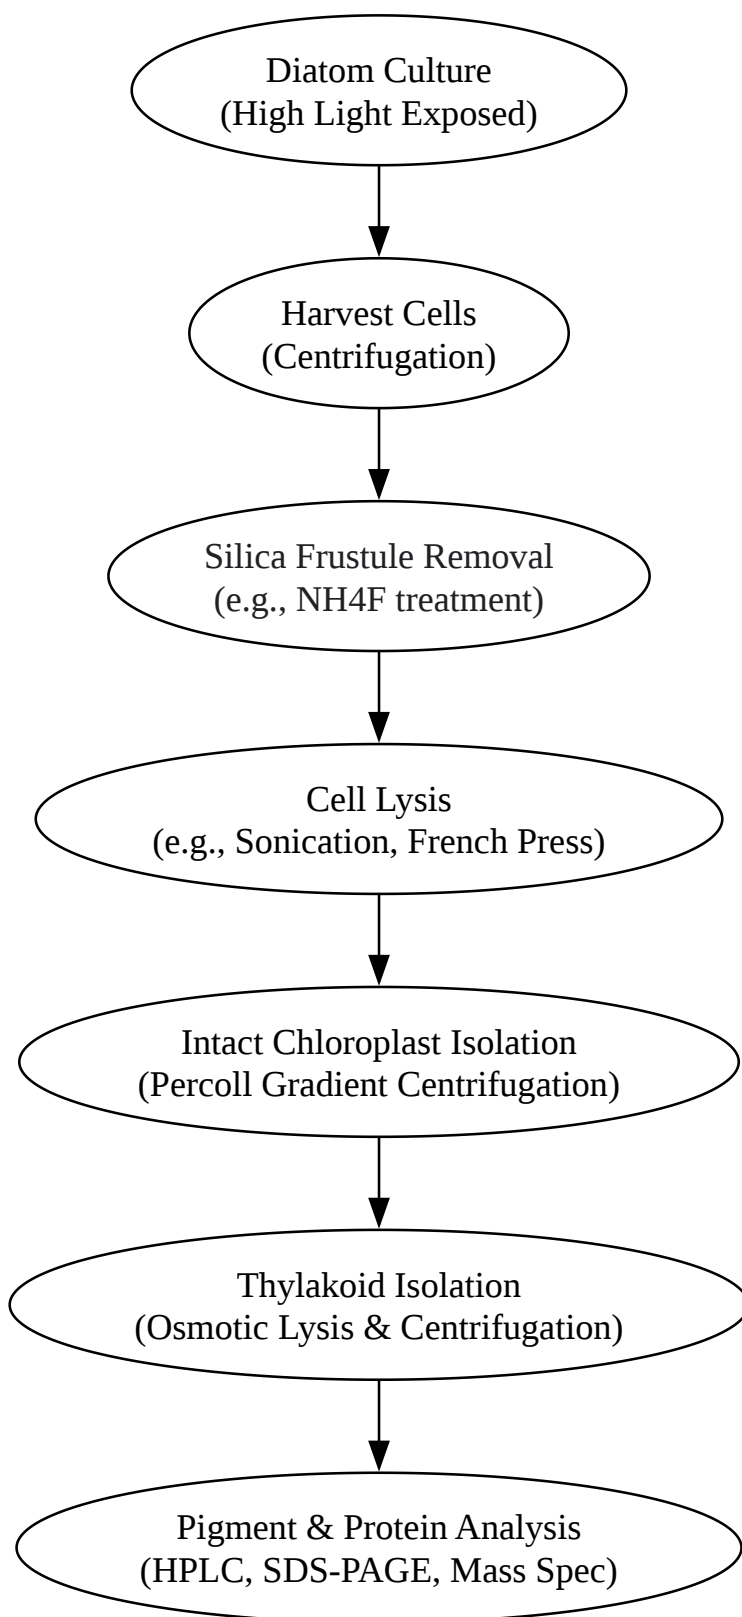 Diatom Culture
(High Light Exposed)
Harvest Cells
(Centrifugation)
Silica Frustule Removal
(e.g., NH4F treatment)
Cell Lysis
(e.g., Sonication, French Press)
Intact Chloroplast Isolation
(Percoll Gradient Centrifugation)
Thylakoid Isolation
(Osmotic Lysis & Centrifugation)
Pigment & Protein Analysis
(HPLC, SDS-PAGE, Mass Spec)